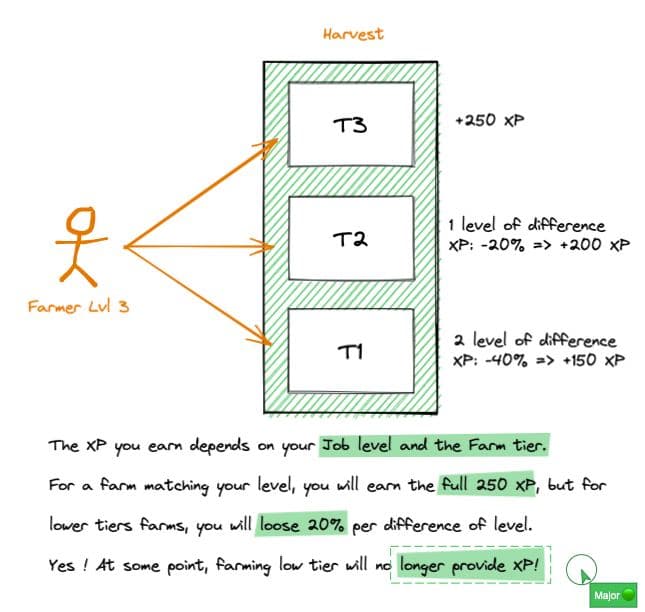 Harvest
T3
+250 XP
T2
1 level of difference
XP: -20% => +200 XP
Farmer Lvl 3
T1
2 level of difference
XP: -40% => +150 XP
The XP you earn depends on your Job level and the Farm tier.
For a farm matching your level, you will earn the full 250 XP, but for
lower tiers farms, you will loose 20% per difference of level.
Yes ! At some point, farming low tier will no longer provide XP!
Major